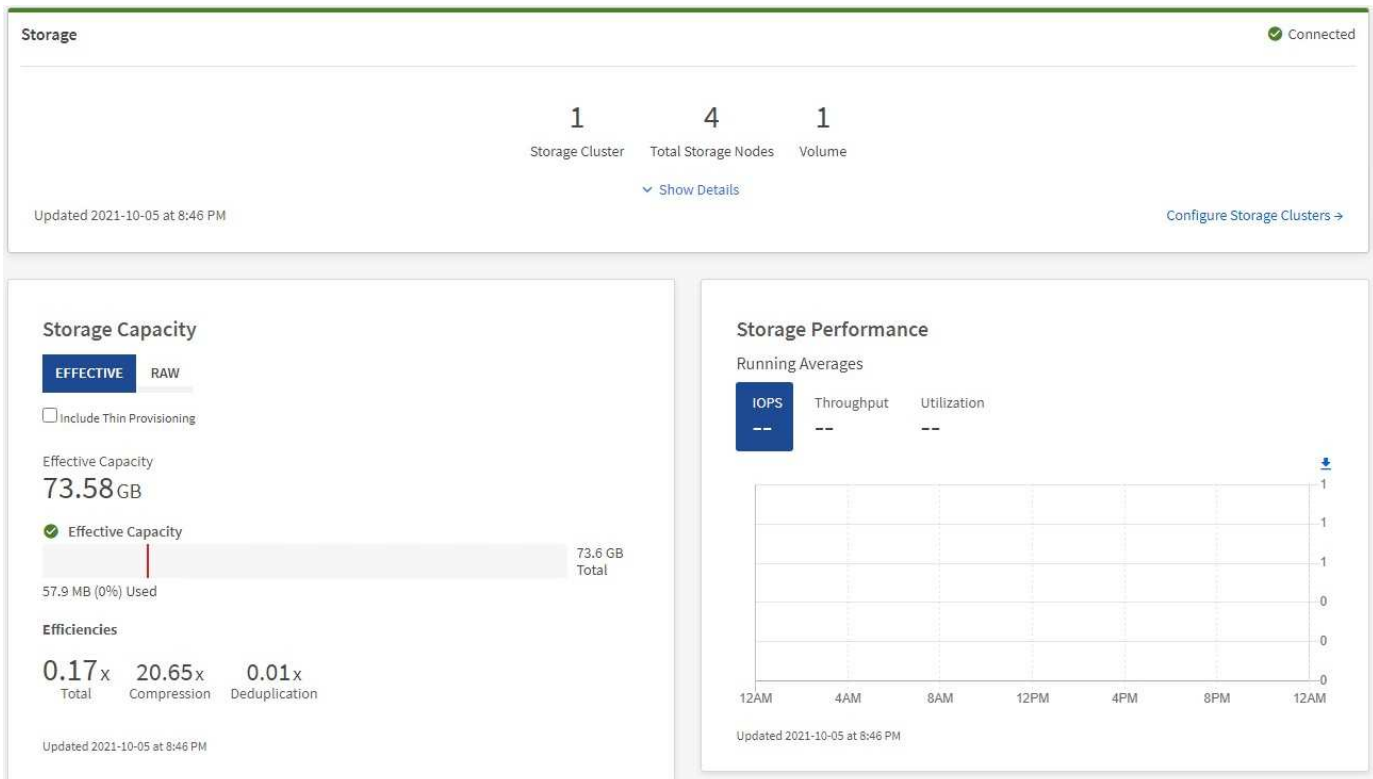 Storage
Connected
1 4 1
Storage Cluster Total Storage Nodes Volume
Show Details
Updated 2021-10-05 at 8:46 PM
Configure Storage Clusters →
Storage Capacity
EFFECTIVE RAW
Include Thin Provisioning
Effective Capacity
73.58 GB
Effective Capacity
73.6 GB
Total
57.9 MB (0%) Used
Efficiencies
0.17x 20.65x 0.01x
Total Compression Deduplication
Updated 2021-10-05 at 8:46 PM
Storage Performance
Running Averages
IOPS Throughput Utilization
-- -- --
1
1
1
0
0
0
12AM 4AM 8AM 12PM 4PM 8PM 12AM
Updated 2021-10-05 at 8:46 PM